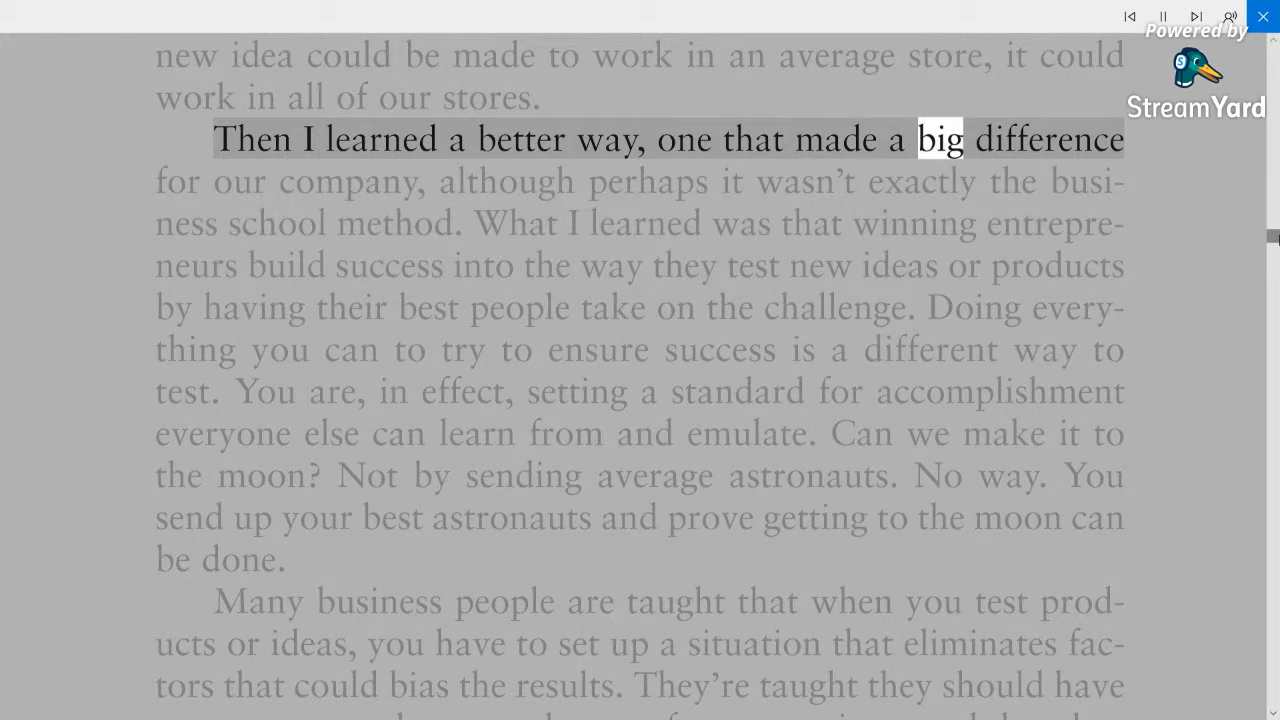 Powered by
StreamYard
new idea could be made to work in an average store, it could
work in all of our stores.
Then I learned a better way, one that made a big difference
for our company, although perhaps it wasn't exactly the busi-
ness school method. What I learned was that winning entrepre-
neurs build success into the way they test new ideas or products
by having their best people take on the challenge. Doing every-
thing you can to try to ensure success is a different way to
test. You are, in effect, setting a standard for accomplishment
everyone else can learn from and emulate. Can we make it to
the moon? Not by sending average astronauts. No way. You
send up your best astronauts and prove getting to the moon can
be done.
Many business people are taught that when you test prod-
ucts or ideas, you have to set up a situation that eliminates fac-
tors that could bias the results. They're taught they should have